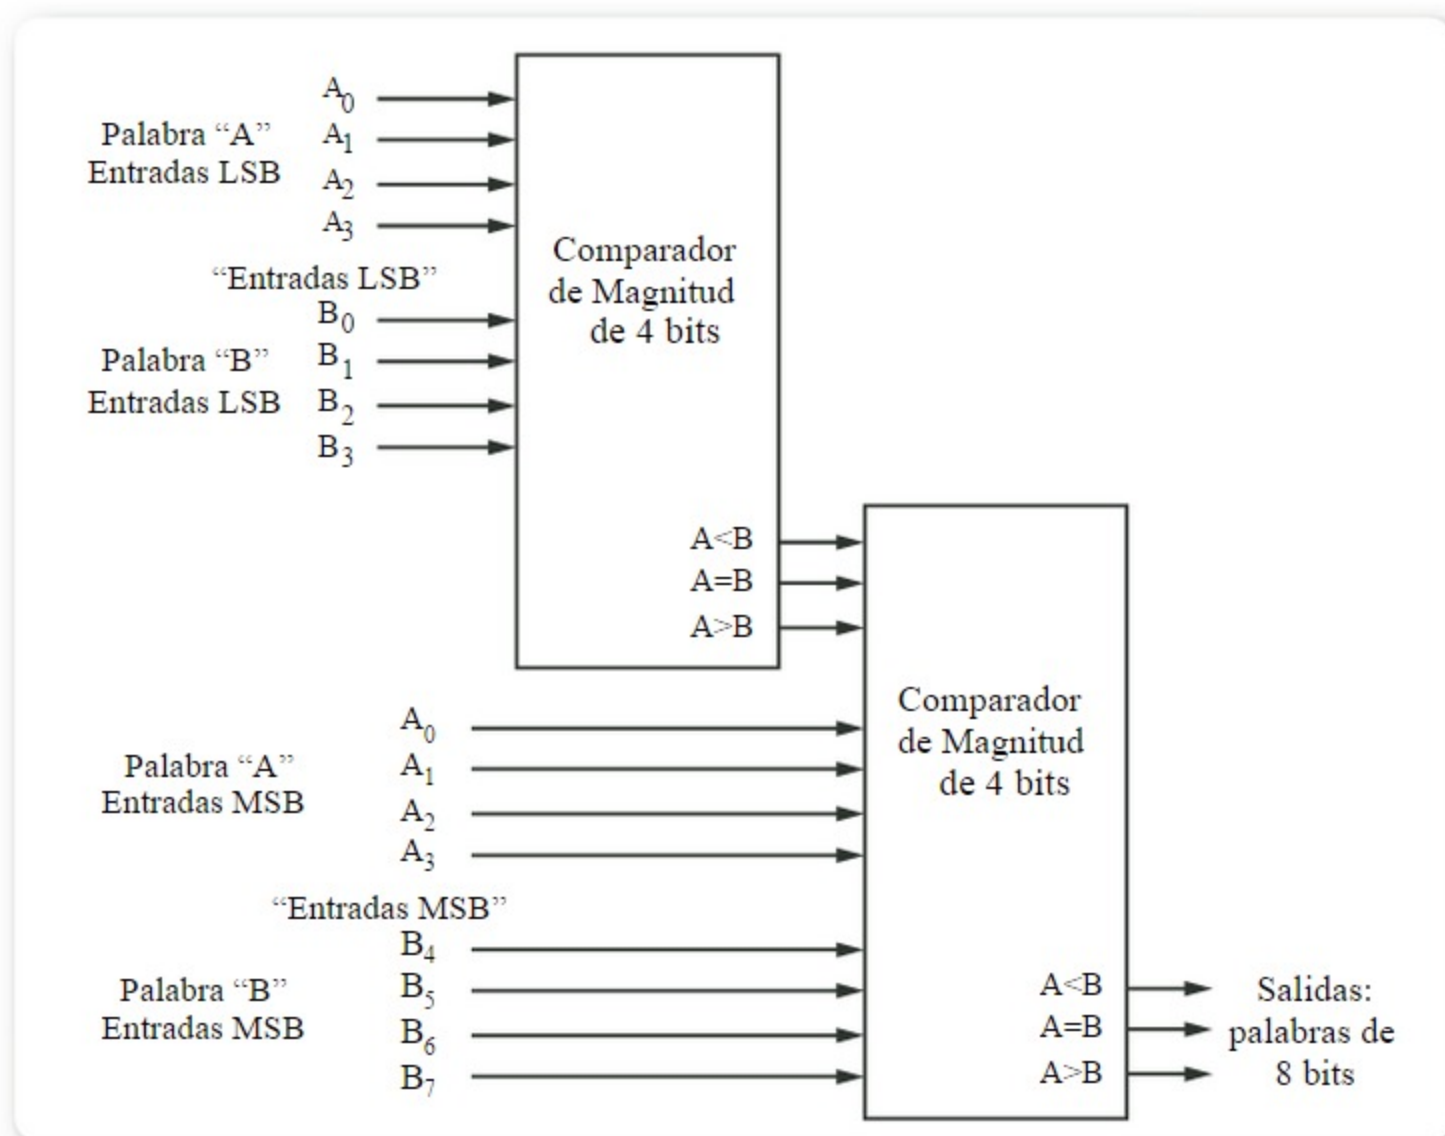 A0
Palabra “A”
A1
Entradas LSB
A2
A3
“Entradas LSB”
B0
Palabra “B”
B1
Entradas LSB
B2
B3
Comparador
de Magnitud
de 4 bits
A<B
A=B
A>B
A0
Palabra “A”
A1
Entradas MSB
A2
A3
“Entradas MSB”
B4
Palabra “B”
B5
Entradas MSB
B6
B7
Comparador
de Magnitud
de 4 bits
A<B
A=B
A>B
Salidas:
palabras de
8 bits